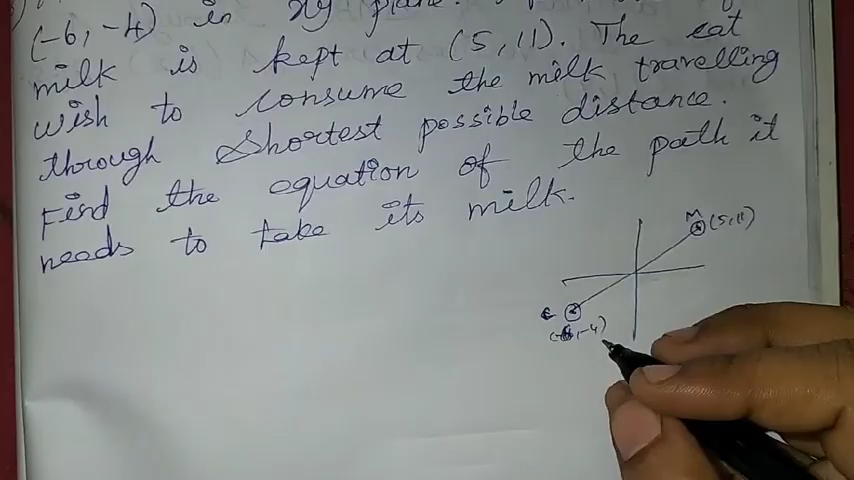 (-6, -4) in xy plane.
milk is kept at (5, 11). The cat
wish to consume the milk travelling
through shortest possible distance.
Find the equation of the path it
needs to take its milk.
M (5, 11)
C
(-6, -4)